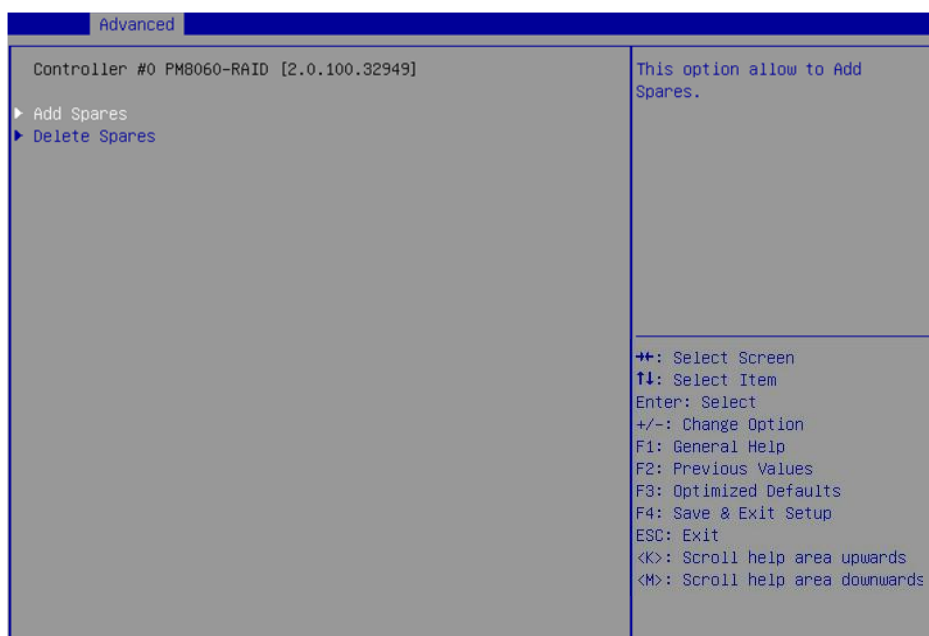 Advanced
Controller #0 PM8060-RAID [2.0.100.32949]
Add Spares
Delete Spares
This option allow to Add
Spares.
→←: Select Screen
↑↓: Select Item
Enter: Select
+/-: Change Option
F1: General Help
F2: Previous Values
F3: Optimized Defaults
F4: Save & Exit Setup
ESC: Exit
<K>: Scroll help area upwards
<M>: Scroll help area downwards